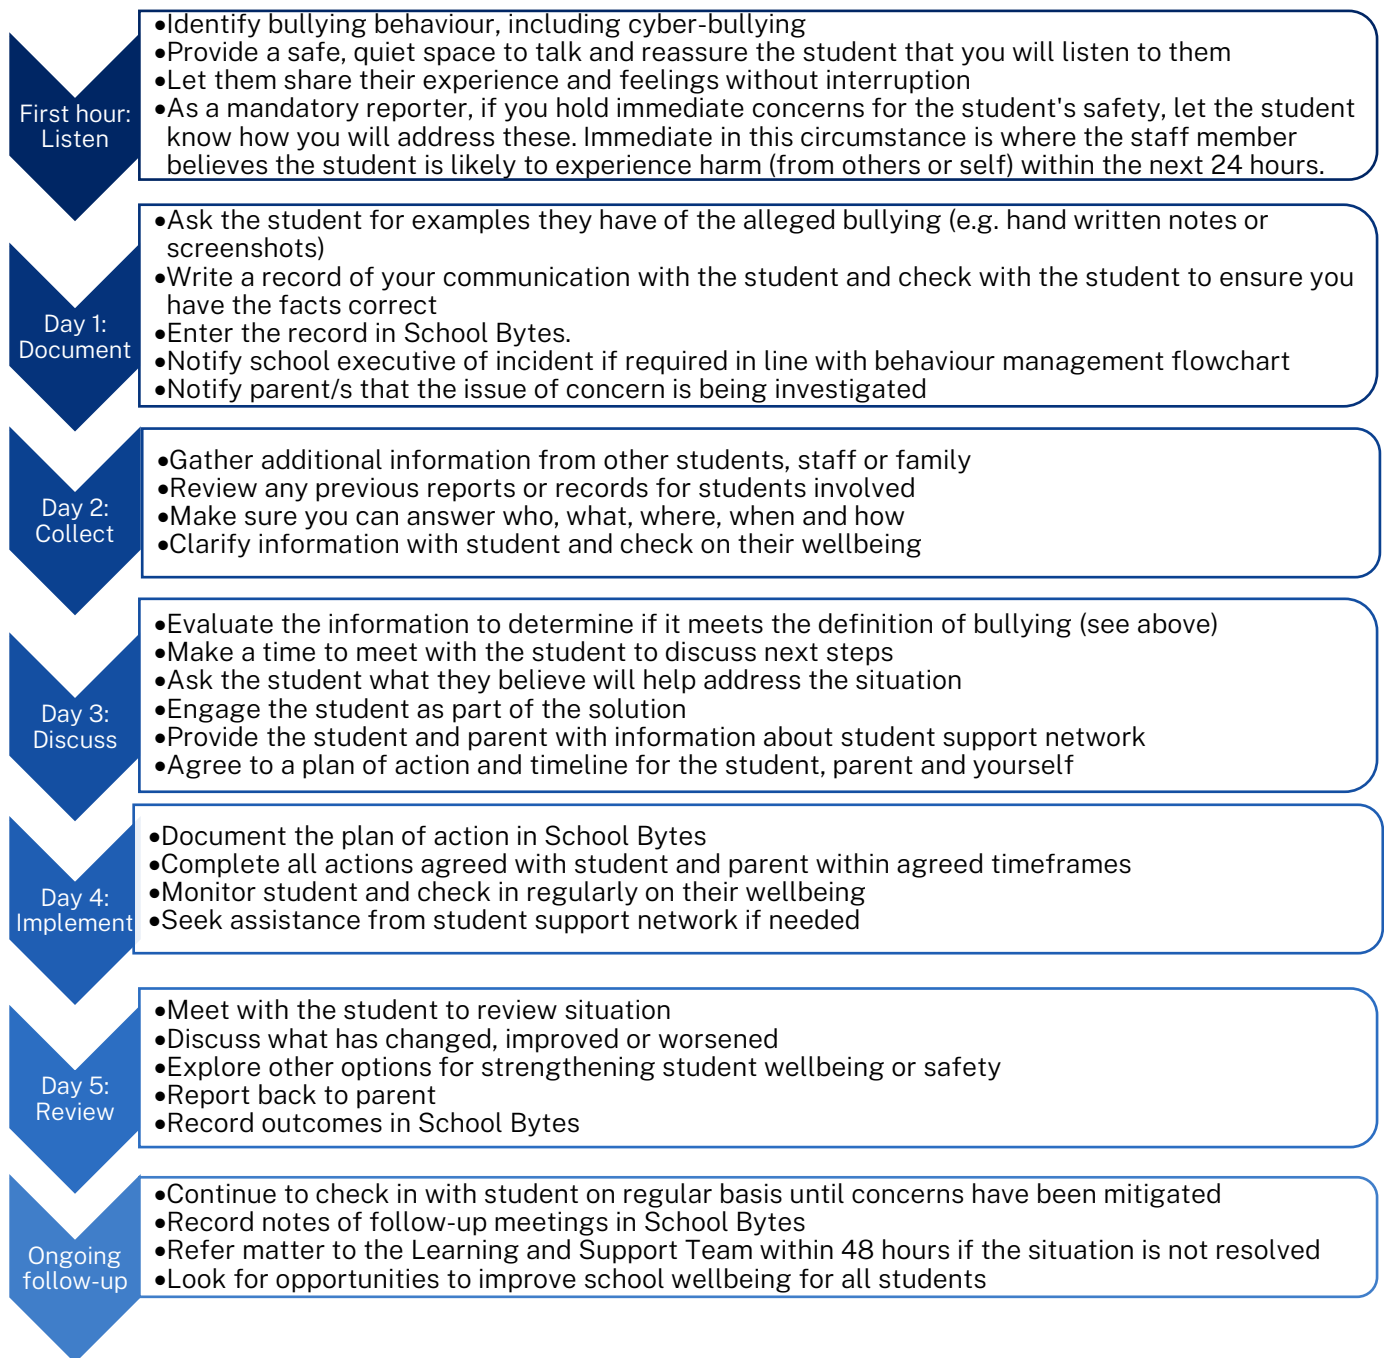 First hour:
Listen
•Identify bullying behaviour, including cyber-bullying
•Provide a safe, quiet space to talk and reassure the student that you will listen to them
•Let them share their experience and feelings without interruption
•As a mandatory reporter, if you hold immediate concerns for the student's safety, let the student
know how you will address these. Immediate in this circumstance is where the staff member
believes the student is likely to experience harm (from others or self) within the next 24 hours.
Day 1:
Document
•Ask the student for examples they have of the alleged bullying (e.g. hand written notes or
screenshots)
•Write a record of your communication with the student and check with the student to ensure you
have the facts correct
•Enter the record in School Bytes.
•Notify school executive of incident if required in line with behaviour management flowchart
•Notify parent/s that the issue of concern is being investigated
Day 2:
Collect
•Gather additional information from other students, staff or family
•Review any previous reports or records for students involved
•Make sure you can answer who, what, where, when and how
•Clarify information with student and check on their wellbeing
Day 3:
Discuss
•Evaluate the information to determine if it meets the definition of bullying (see above)
•Make a time to meet with the student to discuss next steps
•Ask the student what they believe will help address the situation
•Engage the student as part of the solution
•Provide the student and parent with information about student support network
•Agree to a plan of action and timeline for the student, parent and yourself
Day 4:
Implement
•Document the plan of action in School Bytes
•Complete all actions agreed with student and parent within agreed timeframes
•Monitor student and check in regularly on their wellbeing
•Seek assistance from student support network if needed
Day 5:
Review
•Meet with the student to review situation
•Discuss what has changed, improved or worsened
•Explore other options for strengthening student wellbeing or safety
•Report back to parent
•Record outcomes in School Bytes
Ongoing
follow-up
•Continue to check in with student on regular basis until concerns have been mitigated
•Record notes of follow-up meetings in School Bytes
•Refer matter to the Learning and Support Team within 48 hours if the situation is not resolved
•Look for opportunities to improve school wellbeing for all students